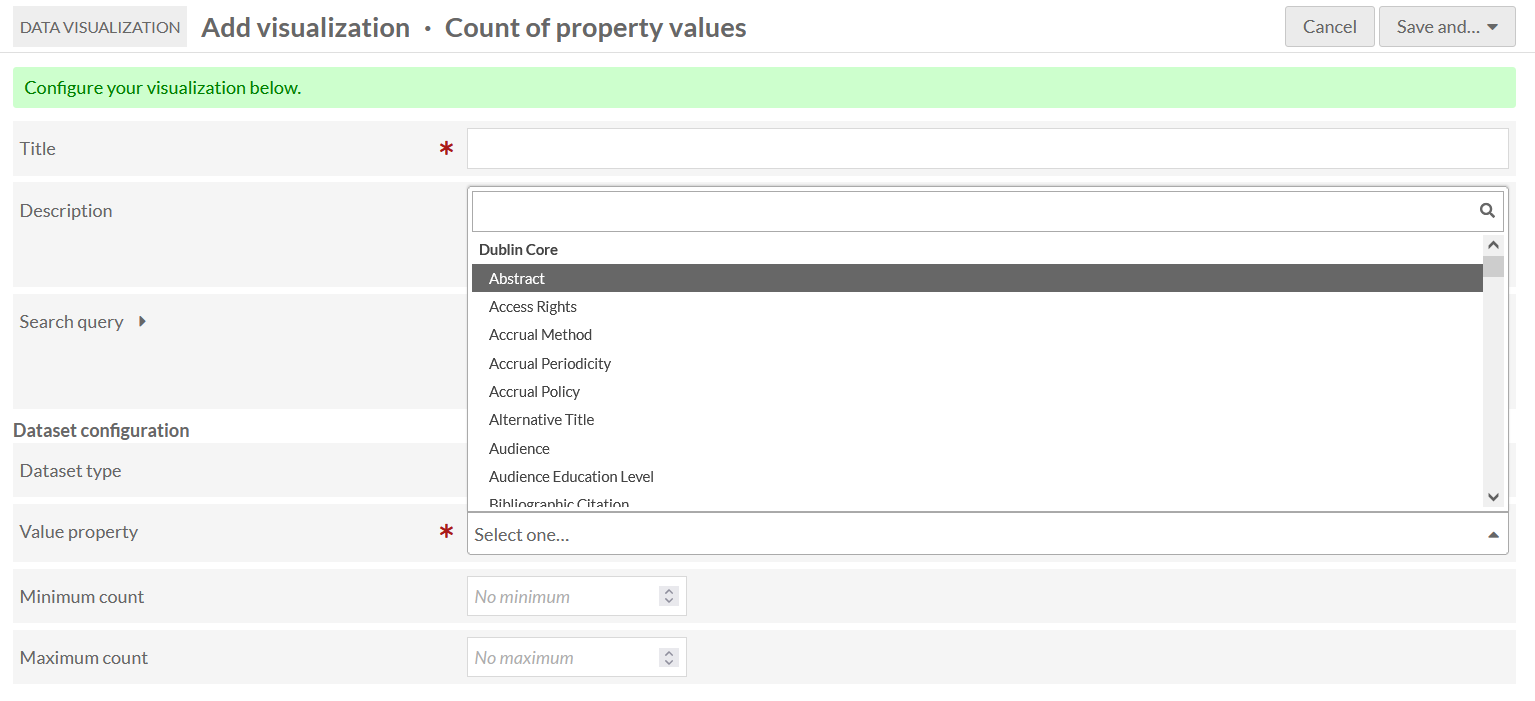 DATA VISUALIZATION Add visualization · Count of property values Cancel Save and...
Configure your visualization below.
Title *
Description
Dublin Core
Abstract
Access Rights
Search query
Accrual Method
Accrual Periodicity
Accrual Policy
Alternative Title
Dataset configuration
Audience
Dataset type
Audience Education Level
Bibliographic Citation
Value property * Select one...
Minimum count No minimum
Maximum count No maximum